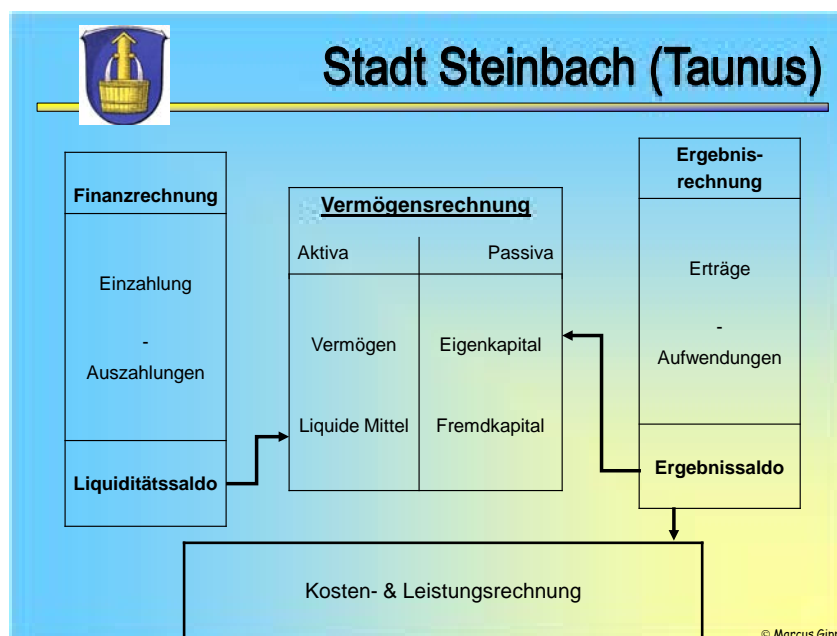 Stadt Steinbach (Taunus)
Finanzrechnung
Einzahlung
-
Auszahlungen
Liquiditätssaldo
Vermögensrechnung
Aktiva Passiva
Vermögen Eigenkapital
Liquide Mittel Fremdkapital
Ergebnis-
rechnung
Erträge
-
Aufwendungen
Ergebnissaldo
Kosten- & Leistungsrechnung
© Marcus